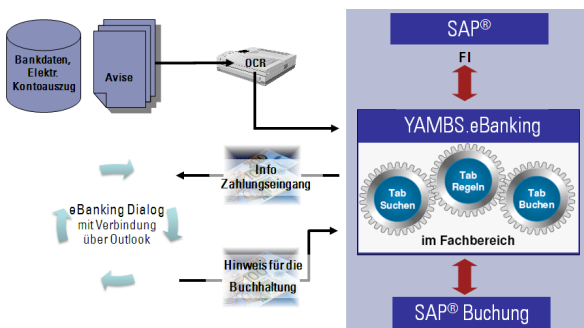 Bankdaten,
Elektr.
Kontoauszug
Avise
OCR
SAP®
FI
YAMBS.eBanking
Tab
Suchen
Tab
Regeln
Tab
Buchen
im Fachbereich
Info
Zahlungseingang
eBanking Dialog
mit Verbindung
über Outlook
Hinweis für die
Buchhaltung
SAP® Buchung